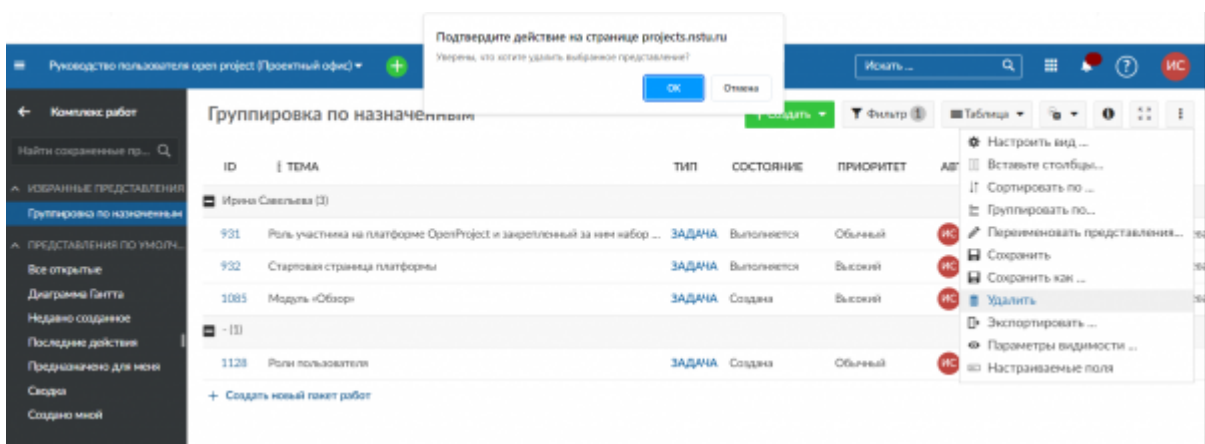 Подтвердите действие на странице projects.nstu.ru
Уверены, что хотите удалить выбранное представление?
OK Отмена
Руководство пользователя open project (Проектный офис)
Искать ...
ИС
Комплекс работ
Найти сохраненные пр...
ИЗБРАННЫЕ ПРЕДСТАВЛЕНИЯ
Группировка по назначенным
ПРЕДСТАВЛЕНИЯ ПО УМОЛЧ...
Все открытые
Диаграмма Гантта
Недавно созданное
Последние действия
Предназначено для меня
Сводка
Создано мной
Группировка по назначенным
Создать
Фильтр 1
Таблица
ID ТЕМА ТИП СОСТОЯНИЕ ПРИОРИТЕТ АВТ
Ирина Савельева (3)
931 Роль участника на платформе OpenProject и закрепленный за ним набор ... ЗАДАЧА Выполняется Обычный ИС
932 Стартовая страница платформы ЗАДАЧА Выполняется Высокий ИС
1085 Модуль «Обзор» ЗАДАЧА Создана Высокий ИС
- (1)
1128 Роли пользователя ЗАДАЧА Создана Обычный ИС
+ Создать новый пакет работ
Настроить вид ...
Вставьте столбцы...
Сортировать по ...
Группировать по...
Переименовать представления...
Сохранить
Сохранить как ...
Удалить
Экспортировать ...
Параметры видимости ...
Настраиваемые поля